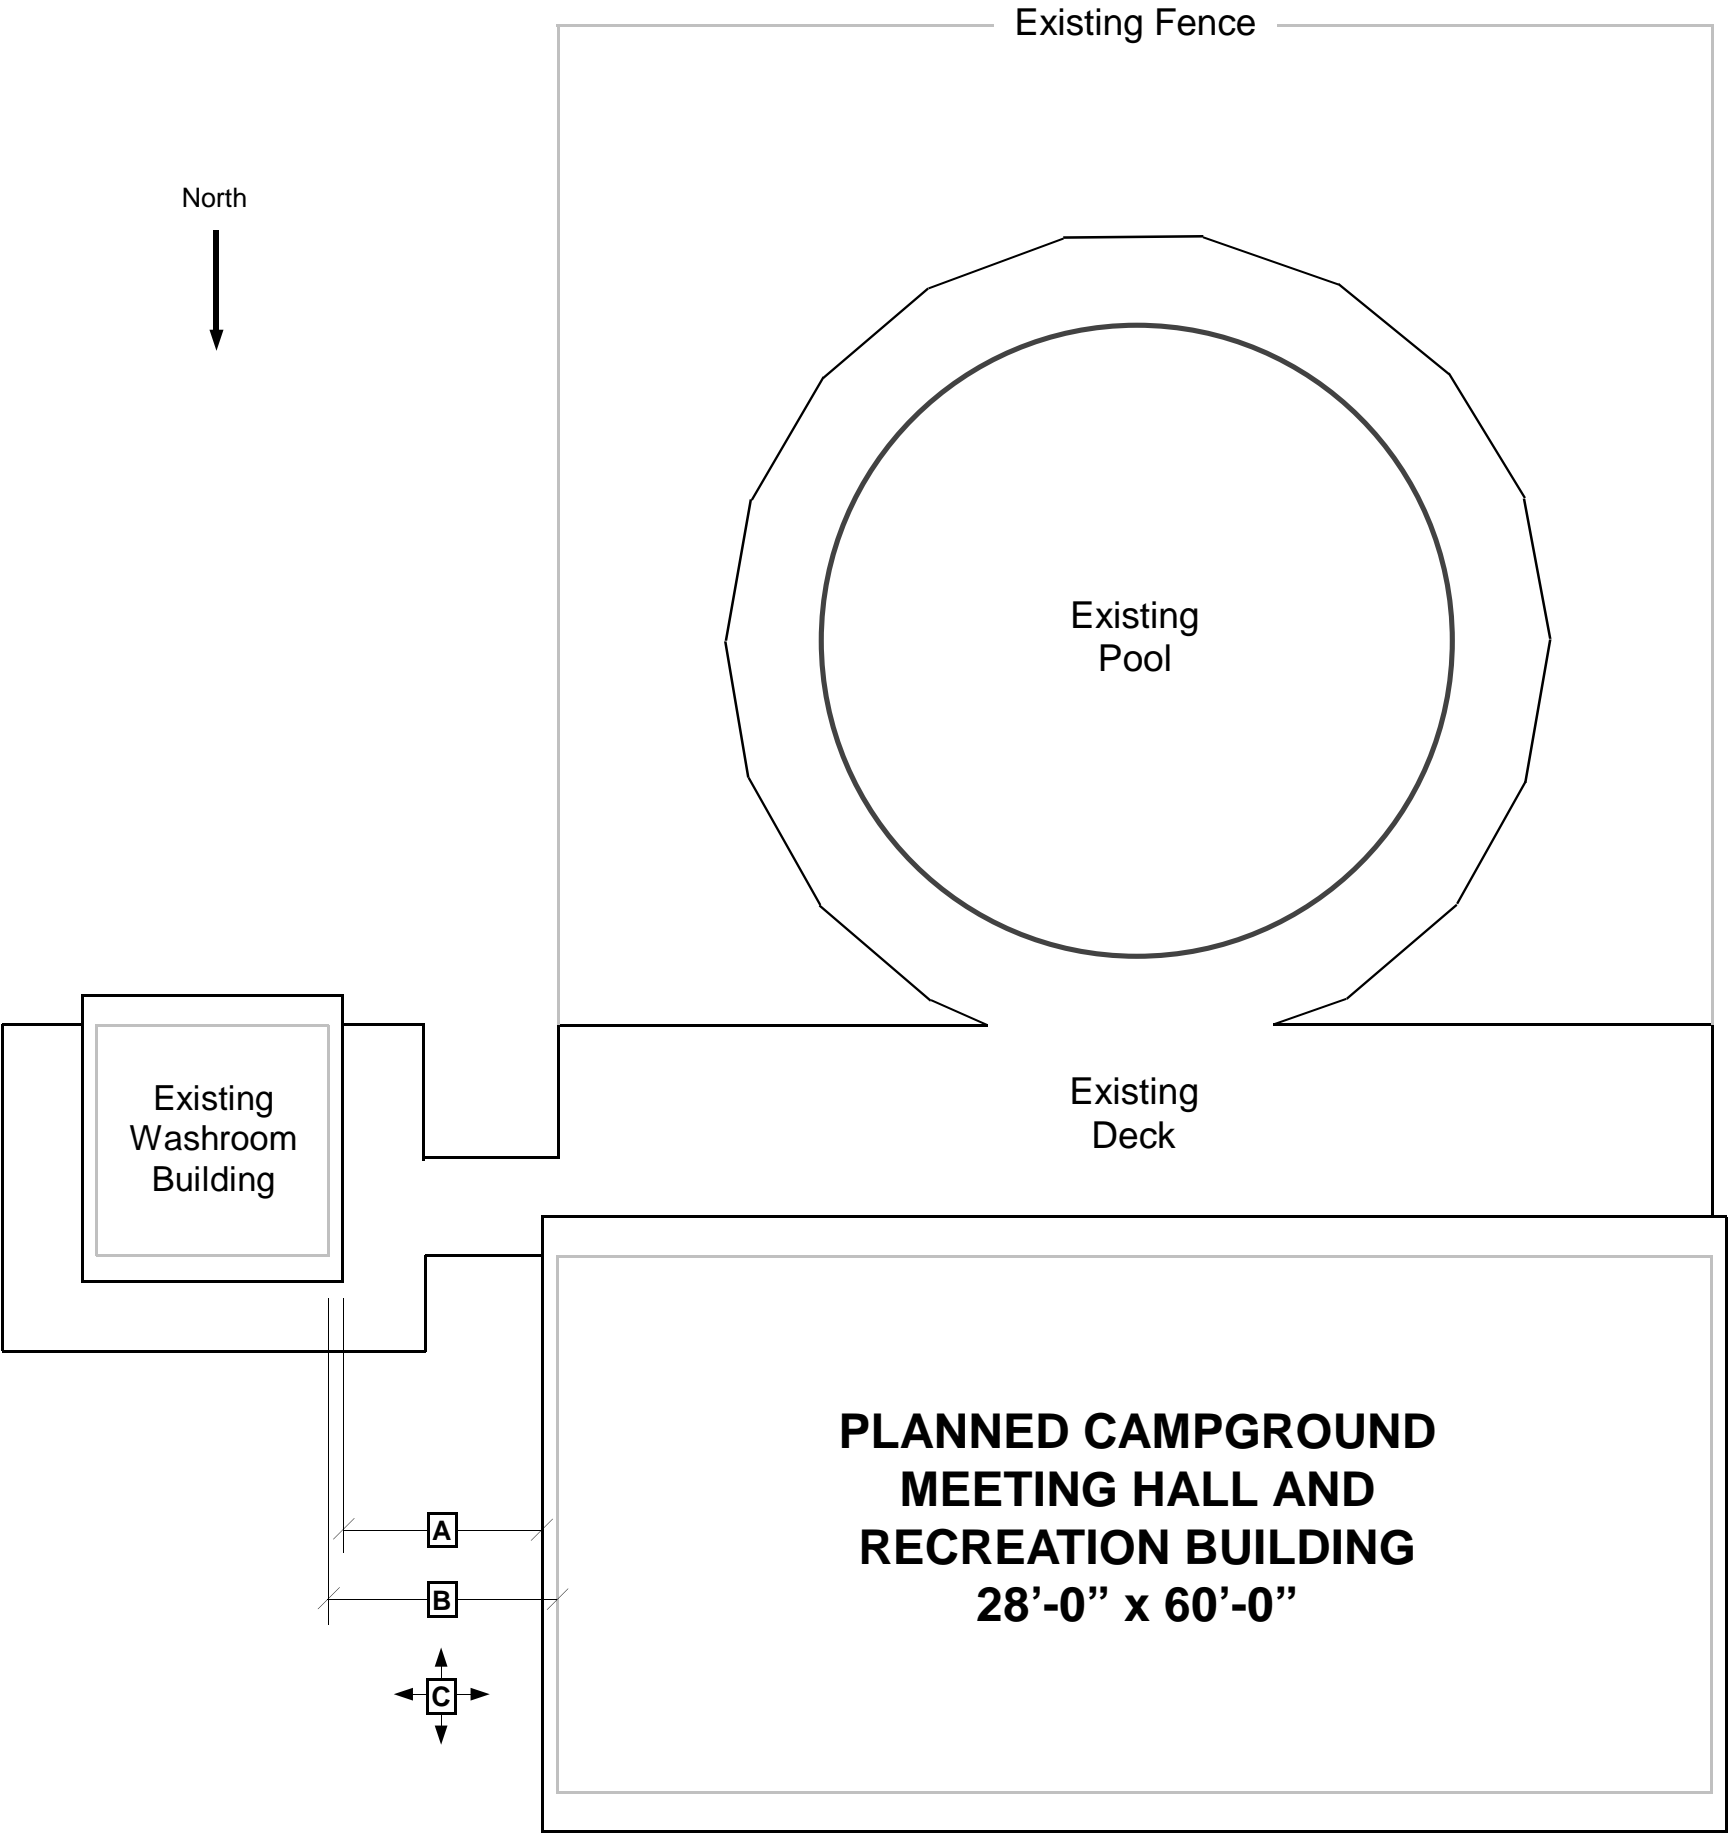 Existing Fence
North
Existing
Pool
Existing
Washroom
Building
Existing
Deck
PLANNED CAMPGROUND
MEETING HALL AND
RECREATION BUILDING
28’-0” x 60’-0”
A
B
C